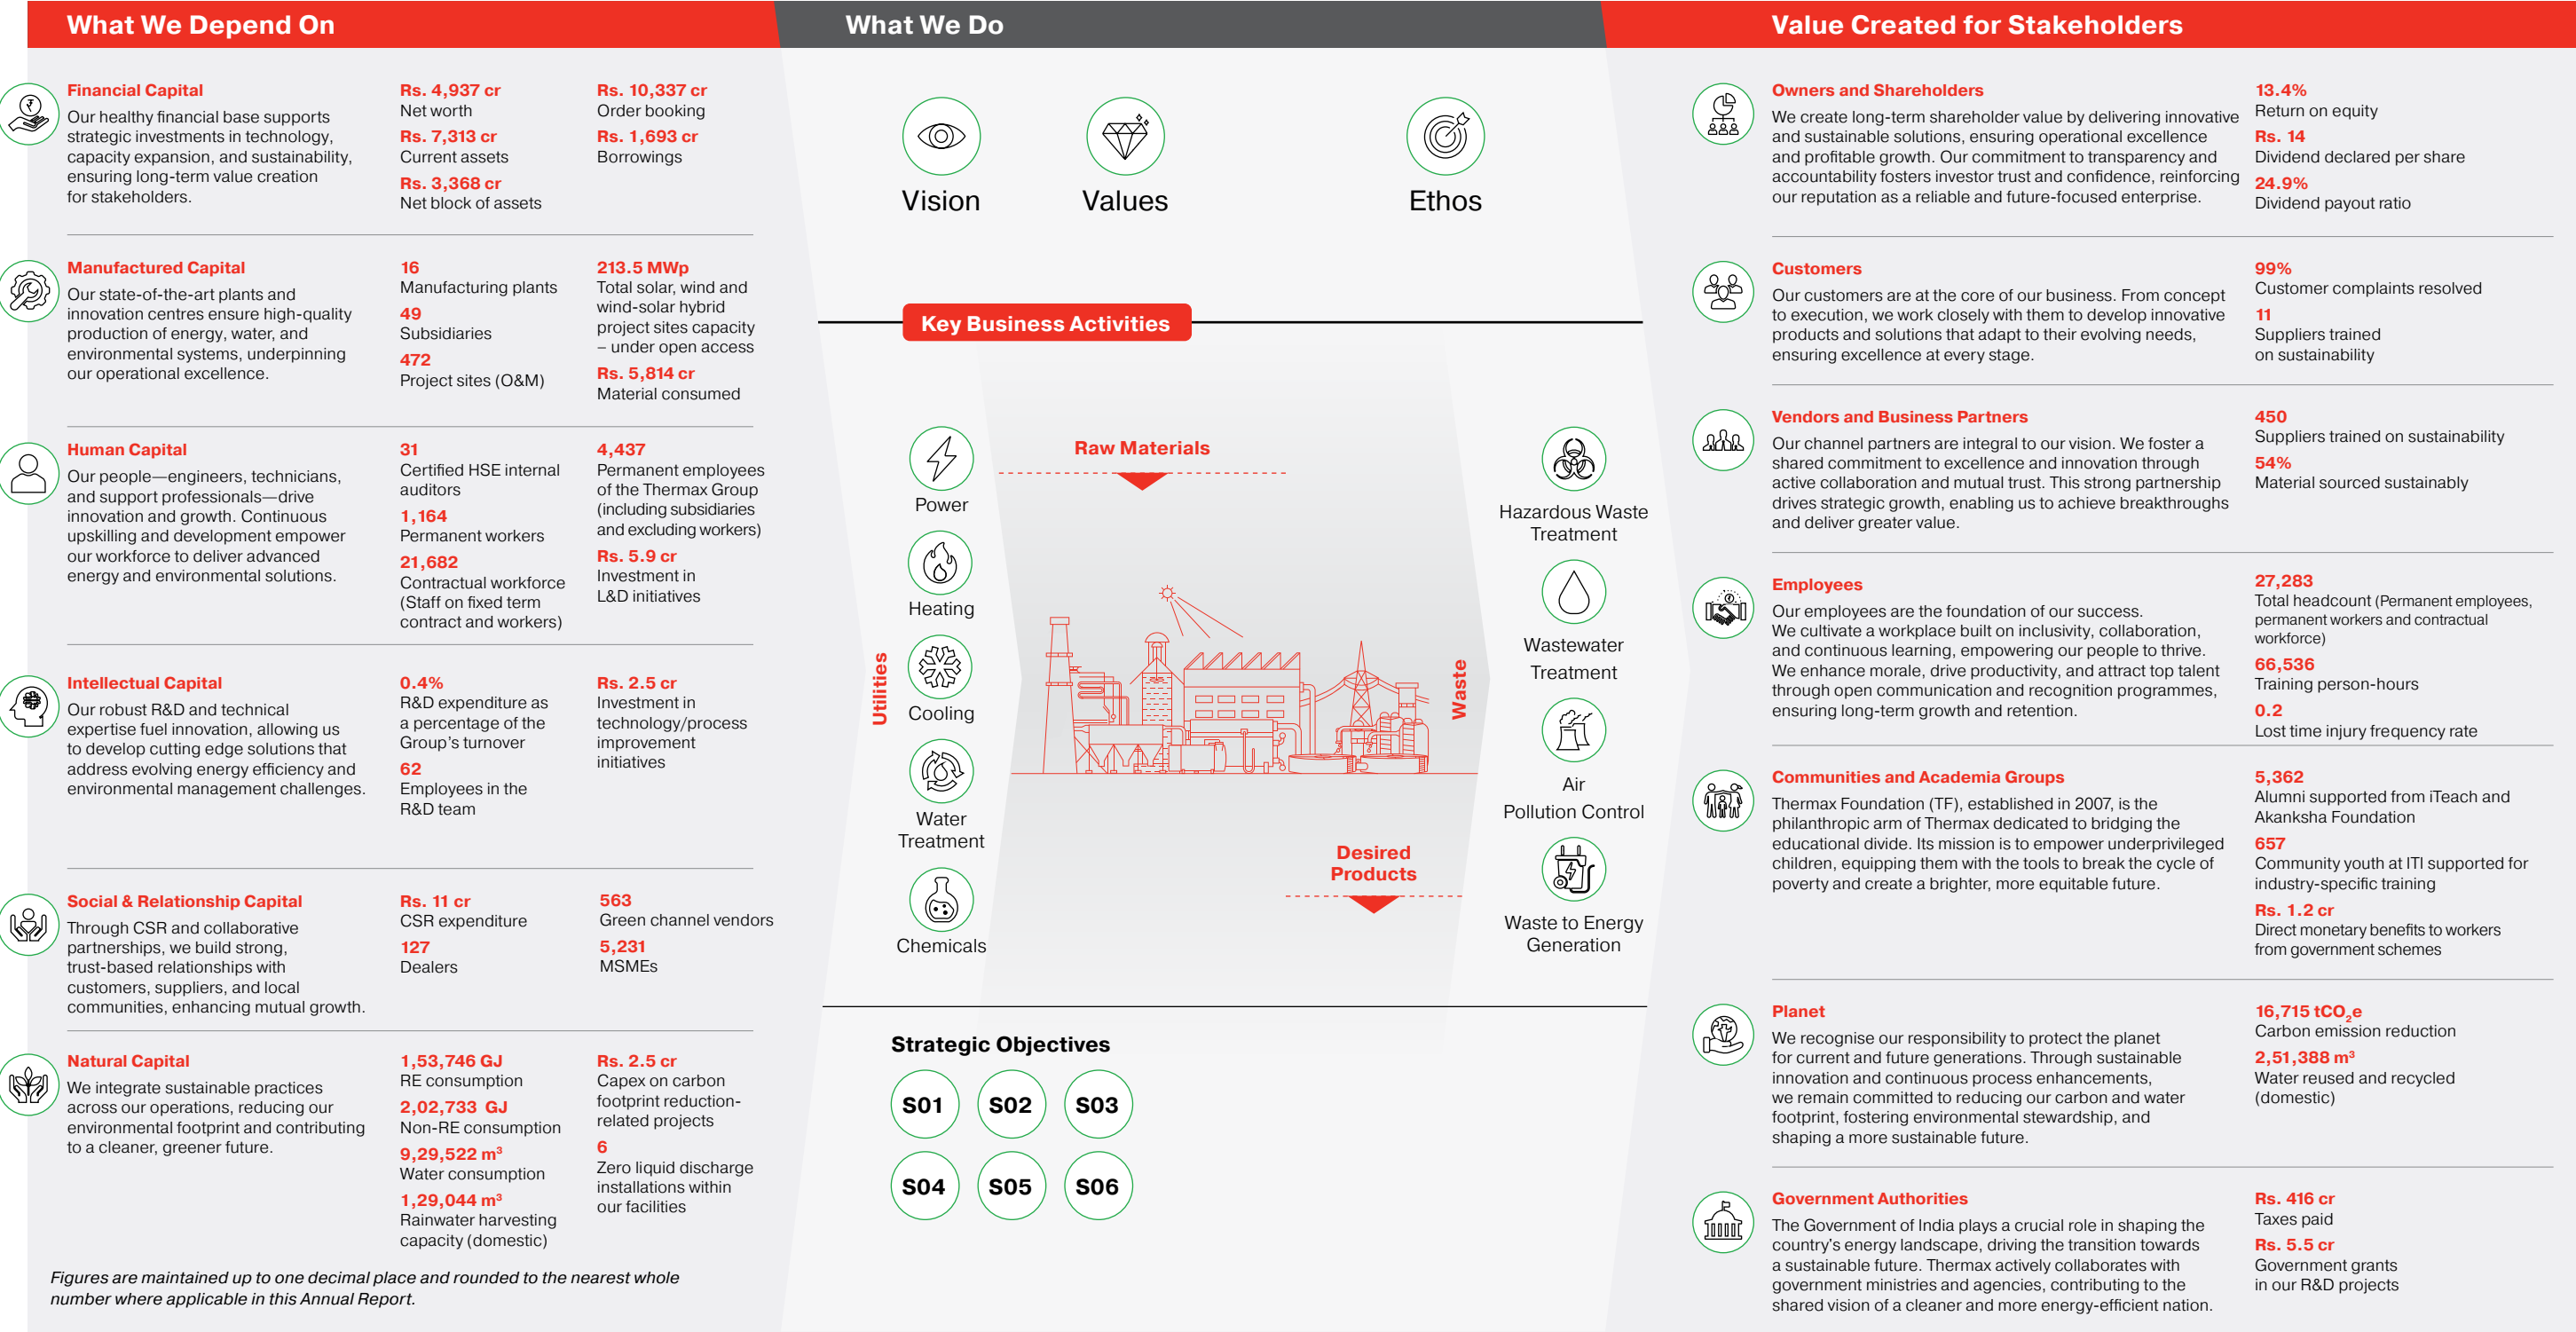 What We Depend On
Financial Capital
Our healthy financial base supports
strategic investments in technology,
capacity expansion, and sustainability,
ensuring long-term value creation
for stakeholders.
Rs. 4,937 cr
Net worth
Rs. 7,313 cr
Current assets
Rs. 3,368 cr
Net block of assets
Rs. 10,337 cr
Order booking
Rs. 1,693 cr
Borrowings
Manufactured Capital
Our state-of-the-art plants and
innovation centres ensure high-quality
production of energy, water, and
environmental systems, underpinning
our operational excellence.
16
Manufacturing plants
49
Subsidiaries
472
Project sites (O&M)
213.5 MWp
Total solar, wind and
wind-solar hybrid
project sites capacity
– under open access
Rs. 5,814 cr
Material consumed
Human Capital
Our people—engineers, technicians,
and support professionals—drive
innovation and growth. Continuous
upskilling and development empower
our workforce to deliver advanced
energy and environmental solutions.
31
Certified HSE internal
auditors
1,164
Permanent workers
21,682
Contractual workforce
(Staff on fixed term
contract and workers)
4,437
Permanent employees
of the Thermax Group
(including subsidiaries
and excluding workers)
Rs. 5.9 cr
Investment in
L&D initiatives
Intellectual Capital
Our robust R&D and technical
expertise fuel innovation, allowing us
to develop cutting edge solutions that
address evolving energy efficiency and
environmental management challenges.
0.4%
R&D expenditure as
a percentage of the
Group's turnover
62
Employees in the
R&D team
Rs. 2.5 cr
Investment in
technology/process
improvement
initiatives
Social & Relationship Capital
Through CSR and collaborative
partnerships, we build strong,
trust-based relationships with
customers, suppliers, and local
communities, enhancing mutual growth.
Rs. 11 cr
CSR expenditure
127
Dealers
563
Green channel vendors
5,231
MSMEs
Natural Capital
We integrate sustainable practices
across our operations, reducing our
environmental footprint and contributing
to a cleaner, greener future.
1,53,746 GJ
RE consumption
2,02,733 GJ
Non-RE consumption
9,29,522 m³
Water consumption
1,29,044 m³
Rainwater harvesting
capacity (domestic)
Rs. 2.5 cr
Capex on carbon
footprint reduction-
related projects
6
Zero liquid discharge
installations within
our facilities
Figures are maintained up to one decimal place and rounded to the nearest whole
number where applicable in this Annual Report.
What We Do
Vision
Values
Ethos
Key Business Activities
Utilities
Power
Heating
Cooling
Water
Treatment
Chemicals
Raw Materials
Desired
Products
Waste
Hazardous Waste
Treatment
Wastewater
Treatment
Air
Pollution Control
Waste to Energy
Generation
Strategic Objectives
S01
S02
S03
S04
S05
S06
Value Created for Stakeholders
Owners and Shareholders
We create long-term shareholder value by delivering innovative
and sustainable solutions, ensuring operational excellence
and profitable growth. Our commitment to transparency and
accountability fosters investor trust and confidence, reinforcing
our reputation as a reliable and future-focused enterprise.
13.4%
Return on equity
Rs. 14
Dividend declared per share
24.9%
Dividend payout ratio
Customers
Our customers are at the core of our business. From concept
to execution, we work closely with them to develop innovative
products and solutions that adapt to their evolving needs,
ensuring excellence at every stage.
99%
Customer complaints resolved
11
Suppliers trained
on sustainability
Vendors and Business Partners
Our channel partners are integral to our vision. We foster a
shared commitment to excellence and innovation through
active collaboration and mutual trust. This strong partnership
drives strategic growth, enabling us to achieve breakthroughs
and deliver greater value.
450
Suppliers trained on sustainability
54%
Material sourced sustainably
Employees
Our employees are the foundation of our success.
We cultivate a workplace built on inclusivity, collaboration,
and continuous learning, empowering our people to thrive.
We enhance morale, drive productivity, and attract top talent
through open communication and recognition programmes,
ensuring long-term growth and retention.
27,283
Total headcount (Permanent employees,
permanent workers and contractual
workforce)
66,536
Training person-hours
0.2
Lost time injury frequency rate
Communities and Academia Groups
Thermax Foundation (TF), established in 2007, is the
philanthropic arm of Thermax dedicated to bridging the
educational divide. Its mission is to empower underprivileged
children, equipping them with the tools to break the cycle of
poverty and create a brighter, more equitable future.
5,362
Alumni supported from iTeach and
Akanksha Foundation
657
Community youth at ITI supported for
industry-specific training
Rs. 1.2 cr
Direct monetary benefits to workers
from government schemes
Planet
We recognise our responsibility to protect the planet
for current and future generations. Through sustainable
innovation and continuous process enhancements,
we remain committed to reducing our carbon and water
footprint, fostering environmental stewardship, and
shaping a more sustainable future.
16,715 tCO₂e
Carbon emission reduction
2,51,388 m³
Water reused and recycled
(domestic)
Government Authorities
The Government of India plays a crucial role in shaping the
country's energy landscape, driving the transition towards
a sustainable future. Thermax actively collaborates with
government ministries and agencies, contributing to the
shared vision of a cleaner and more energy-efficient nation.
Rs. 416 cr
Taxes paid
Rs. 5.5 cr
Government grants
in our R&D projects